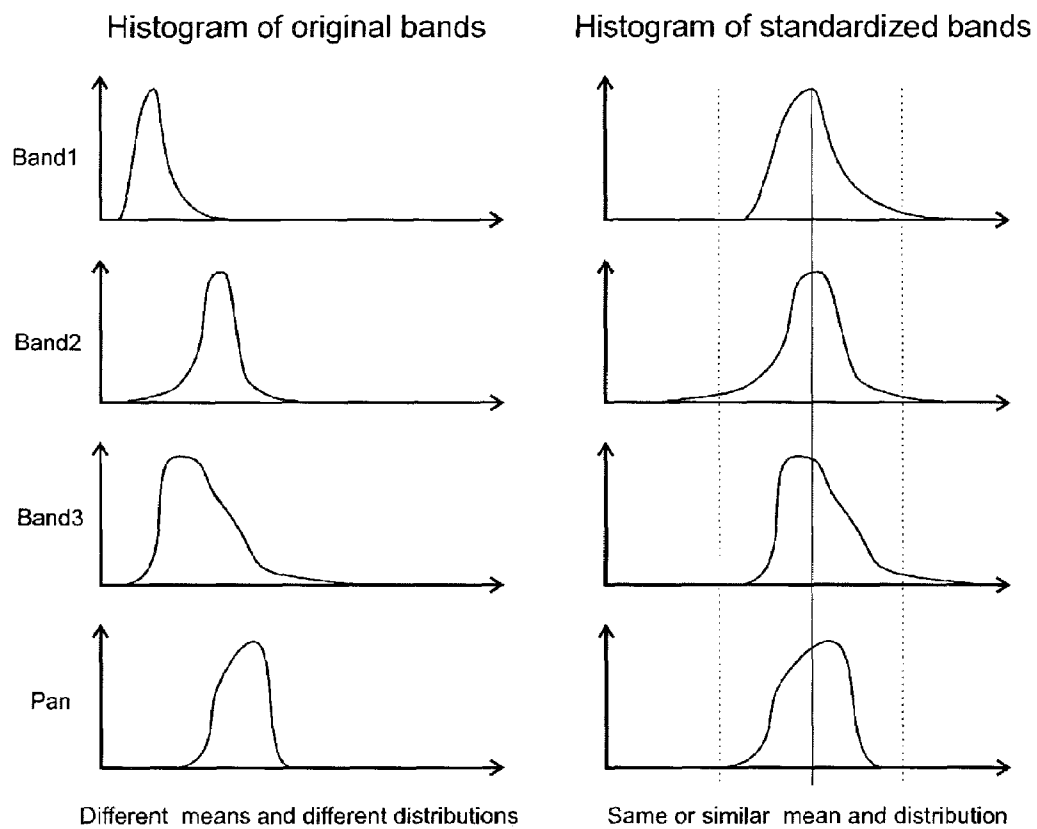 Histogram of original bands
Histogram of standardized bands
Band1
Band2
Band3
Pan
Different means and different distributions
Same or similar mean and distribution